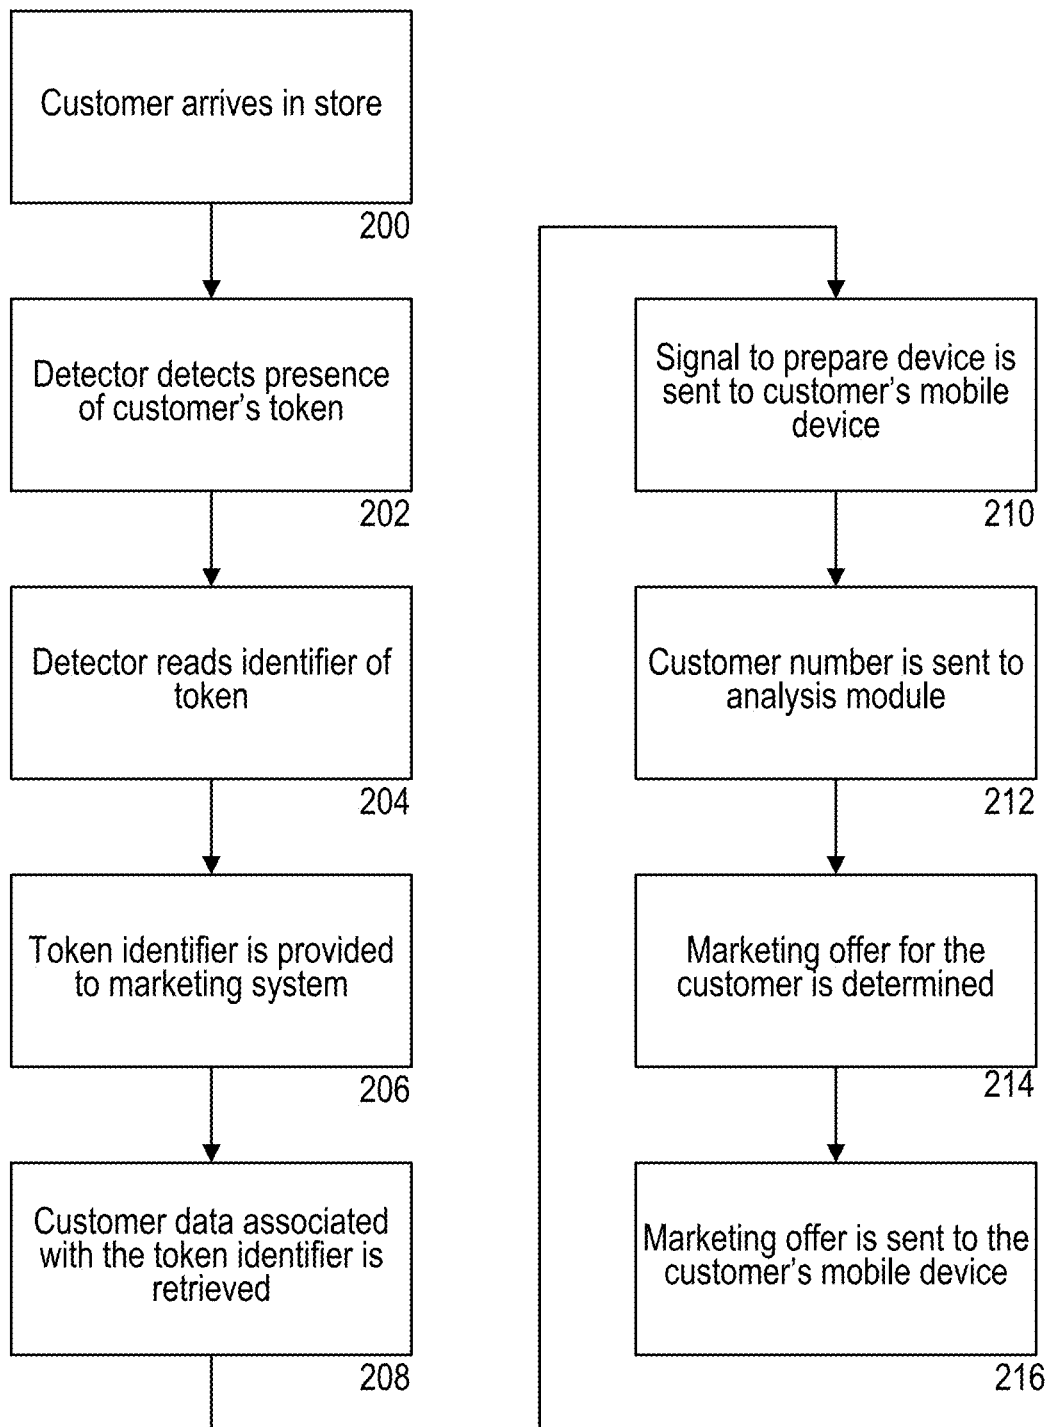 Customer arrives in store
200
Detector detects presence
of customer's token
202
Detector reads identifier of
token
204
Token identifier is provided
to marketing system
206
Customer data associated
with the token identifier is
retrieved
208
Signal to prepare device is
sent to customer's mobile
device
210
Customer number is sent to
analysis module
212
Marketing offer for the
customer is determined
214
Marketing offer is sent to the
customer's mobile device
216